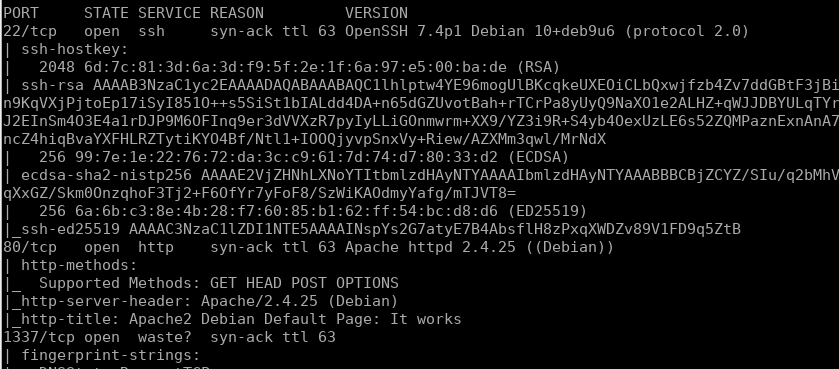 PORT     STATE SERVICE REASON         VERSION
22/tcp   open  ssh     syn-ack ttl 63 OpenSSH 7.4p1 Debian 10+deb9u6 (protocol 2.0)
| ssh-hostkey:
|   2048 6d:7c:81:3d:6a:3d:f9:5f:2e:1f:6a:97:e5:00:ba:de (RSA)
| ssh-rsa AAAAB3NzaC1yc2EAAAADAQABAAABAQC1lhlptw4YE96mogUlBKcqkeUXEOiCLbQxwjfzb4Zv7ddGBtF3jBi
n9KqVXjPjtoEp17iSyI851O++s5SiSt1bIALdd4DA+n65dGZUvotBah+rTCrPa8yUyQ9NaXO1e2ALHZ+qWJJDBYULqTYr
J2EInSm4O3E4a1rDJP9M6OFInq9er3dVVXzR7pyIyLLiGOnmwrm+XX9/YZ3i9R+S4yb4OexUzLE6s52ZQMPaznExnAnA7
ncZ4hiqBvaYXFHLRZTytiKYO4Bf/Ntl1+IOOQjyvpSnxVy+Riew/AZXMm3qwl/MrNdX
|   256 99:7e:1e:22:76:72:da:3c:c9:61:7d:74:d7:80:33:d2 (ECDSA)
| ecdsa-sha2-nistp256 AAAAE2VjZHNhLXNoYTItbmlzdHAyNTYAAAAIbmlzdHAyNTYAAABBBCBjZCYZ/SIu/q2bMhV
qXxGZ/Skm0OnzqhoF3Tj2+F6OfYr7yFoF8/SzWiKAOdmyYafg/mTJVT8=
|   256 6a:6b:c3:8e:4b:28:f7:60:85:b1:62:ff:54:bc:d8:d6 (ED25519)
|_ssh-ed25519 AAAAC3NzaC1lZDI1NTE5AAAAINspYs2G7atyE7B4AbsflH8zPxqXWDZv89V1FD9q5ZtB
80/tcp   open  http    syn-ack ttl 63 Apache httpd 2.4.25 ((Debian))
| http-methods:
|_  Supported Methods: GET HEAD POST OPTIONS
|_http-server-header: Apache/2.4.25 (Debian)
|_http-title: Apache2 Debian Default Page: It works
1337/tcp open  waste?  syn-ack ttl 63
| fingerprint-strings: